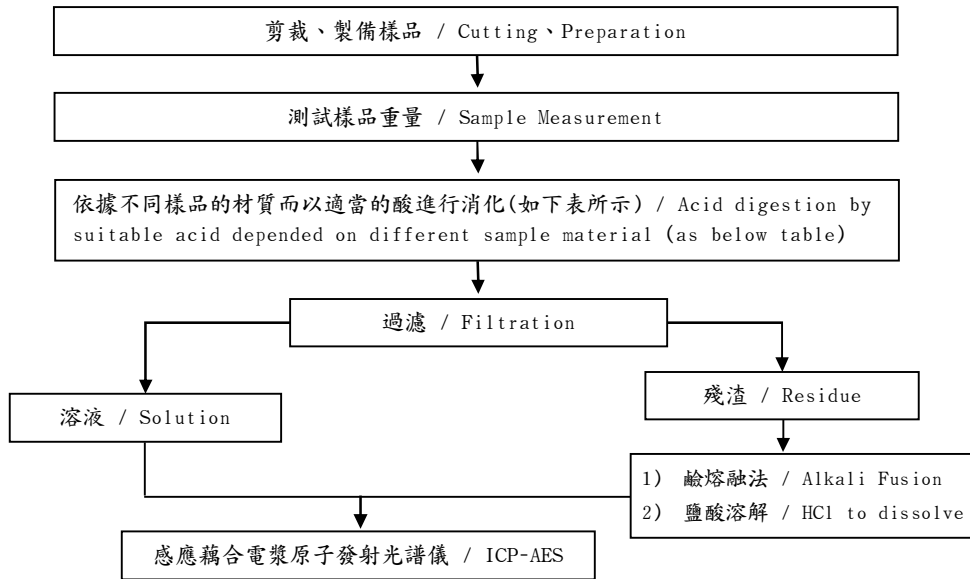 剪裁、製備樣品 / Cutting、Preparation
測試樣品重量 / Sample Measurement
依據不同樣品的材質而以適當的酸進行消化(如下表所示) / Acid digestion by
suitable acid depended on different sample material (as below table)
過濾 / Filtration
溶液 / Solution
殘渣 / Residue
1) 鹼熔融法 / Alkali Fusion
2) 鹽酸溶解 / HCl to dissolve
感應藕合電漿原子發射光譜儀 / ICP-AES